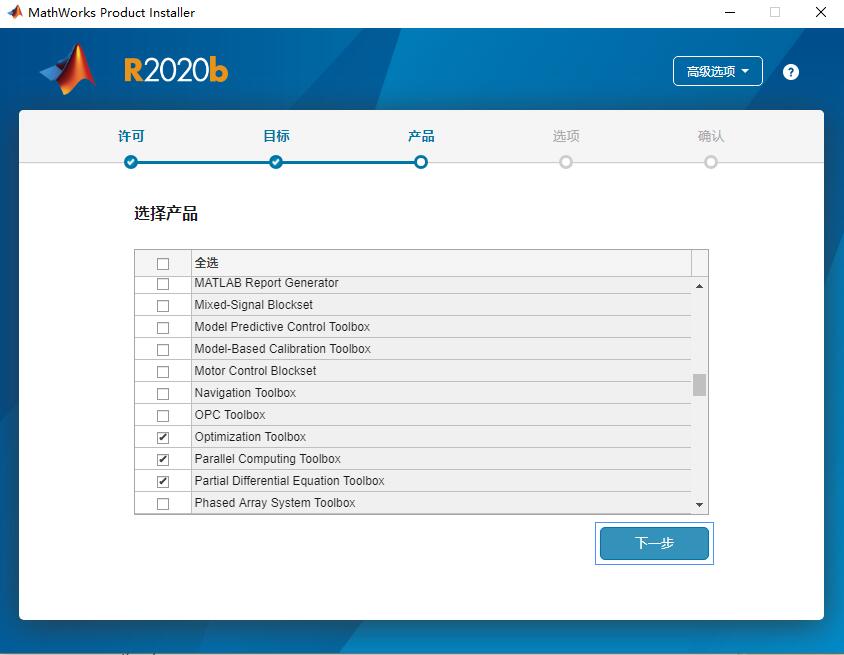 MathWorks Product Installer
R2020b
高级选项
?
许可 目标 产品 选项 确认
选择产品
全选
MATLAB Report Generator
Mixed-Signal Blockset
Model Predictive Control Toolbox
Model-Based Calibration Toolbox
Motor Control Blockset
Navigation Toolbox
OPC Toolbox
Optimization Toolbox
Parallel Computing Toolbox
Partial Differential Equation Toolbox
Phased Array System Toolbox
下一步